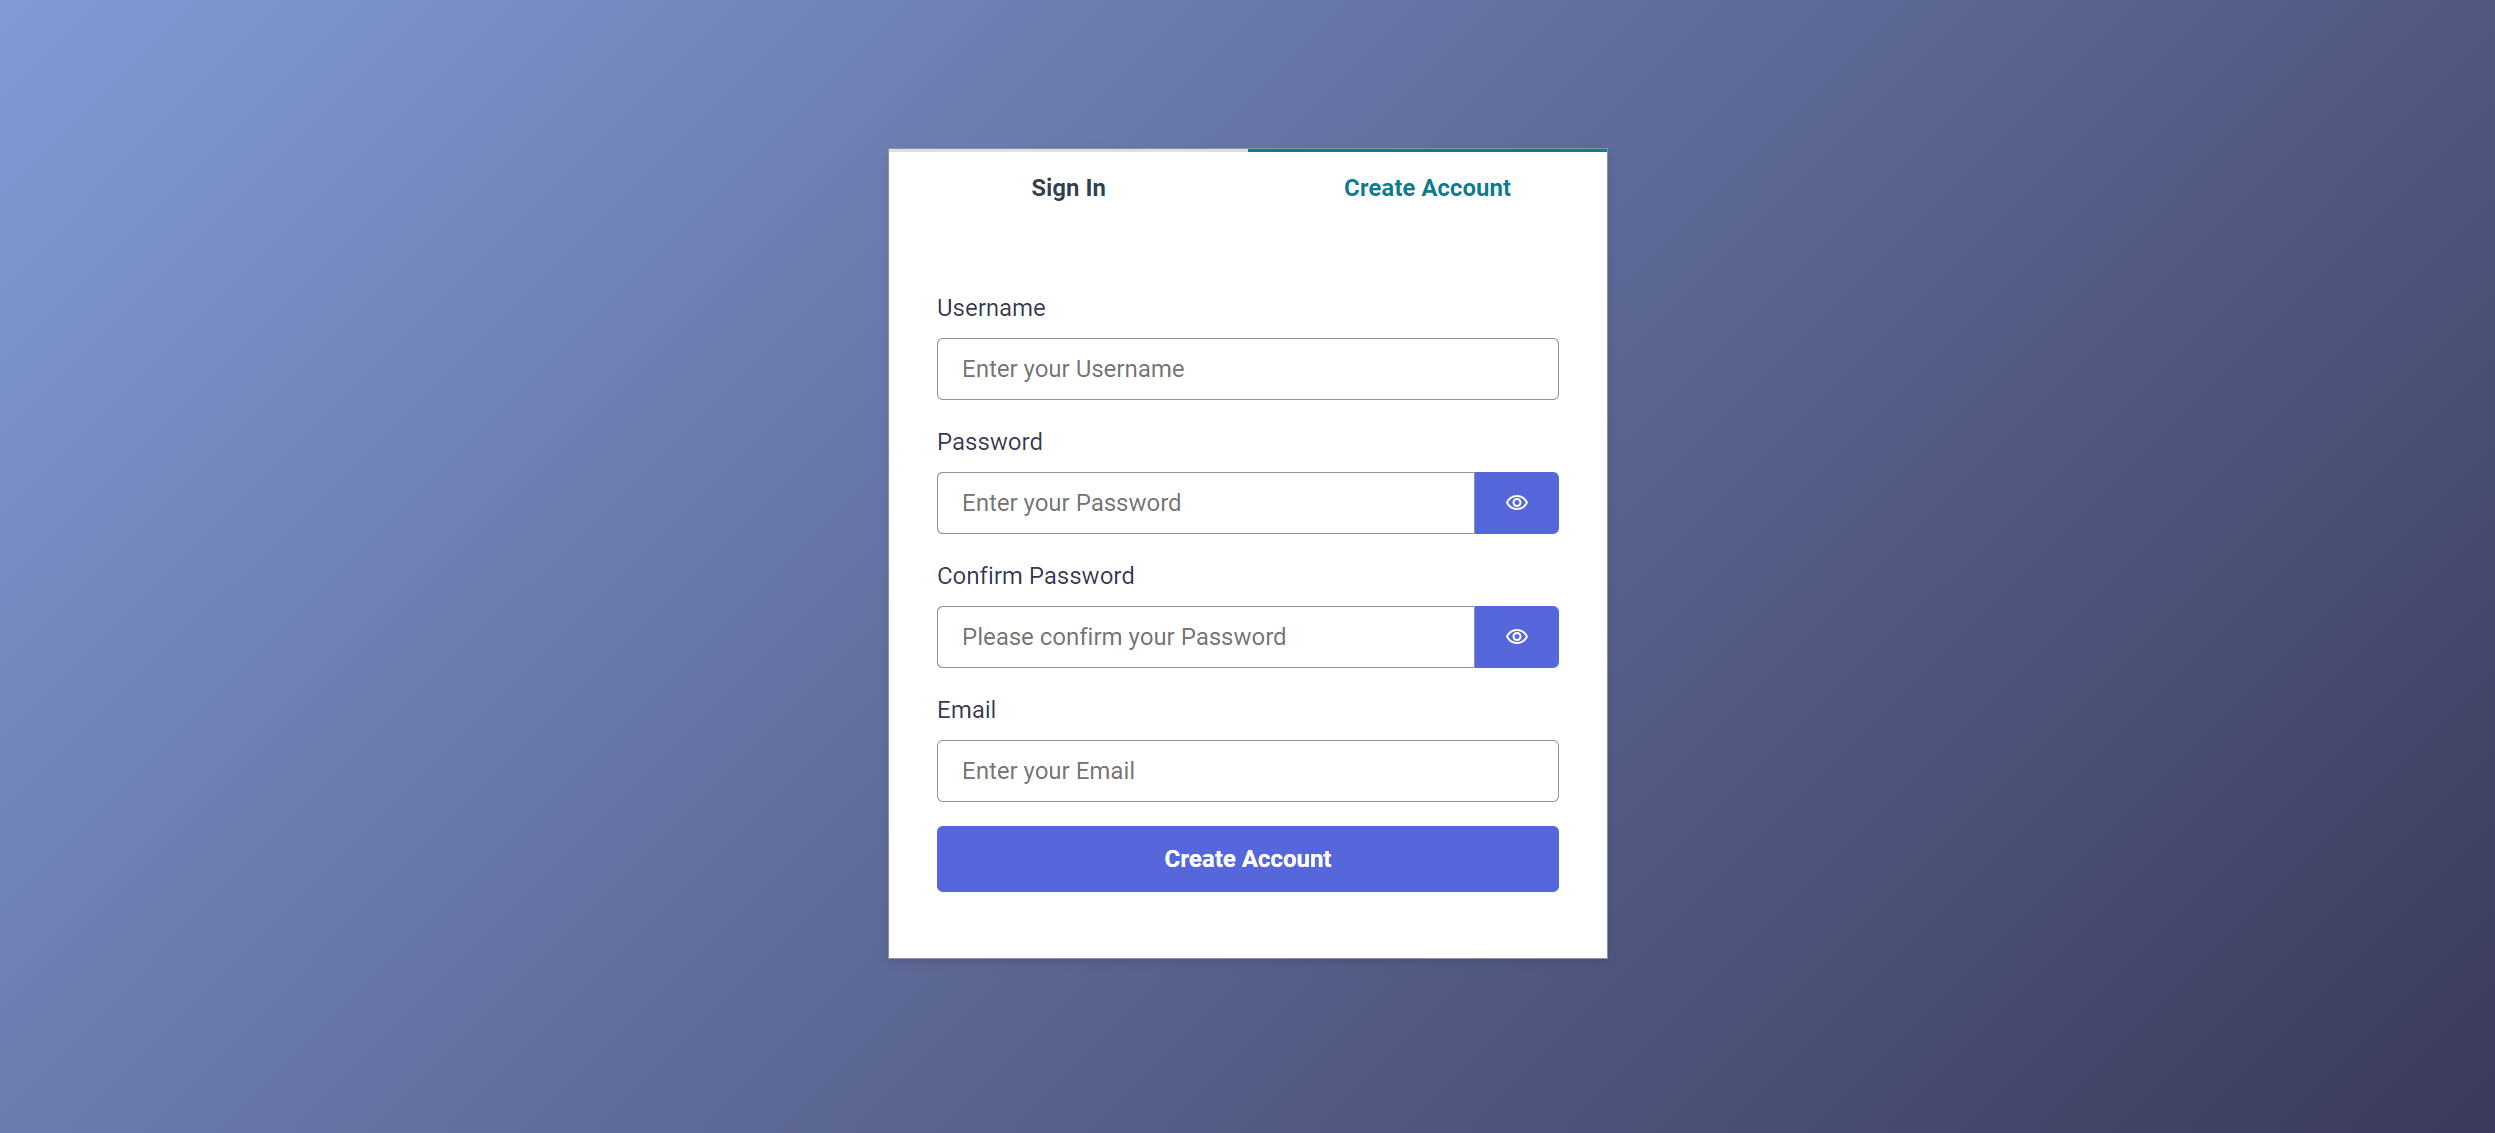 Sign In
Create Account
Username
Enter your Username
Password
Enter your Password
Confirm Password
Please confirm your Password
Email
Enter your Email
Create Account